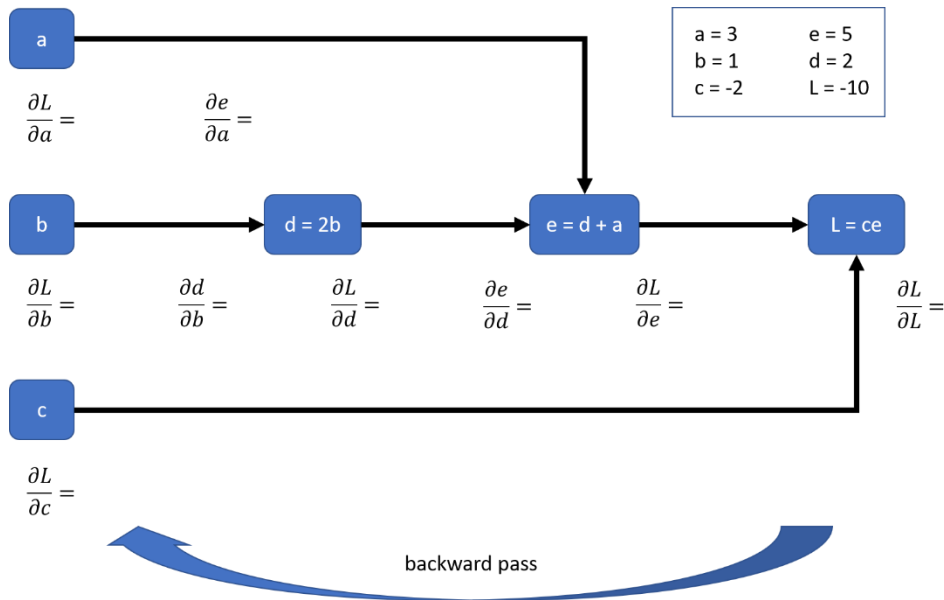 a
a = 3 e = 5
b = 1 d = 2
c = -2 L = -10
∂L/∂a = ∂e/∂a =
b d = 2b e = d + a L = ce
∂L/∂b = ∂d/∂b = ∂L/∂d = ∂e/∂d = ∂L/∂e = ∂L/∂L =
c
∂L/∂c =
backward pass